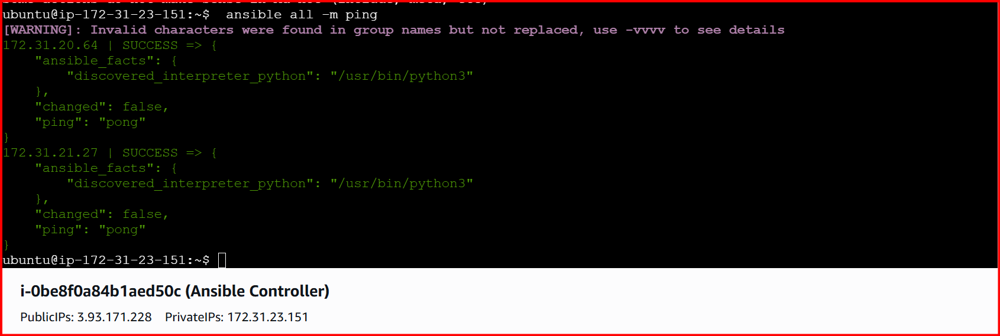 ubuntu@ip-172-31-23-151:~$  ansible all -m ping
[WARNING]: Invalid characters were found in group names but not replaced, use -vvvv to see details
172.31.20.64 | SUCCESS => {
    "ansible_facts": {
        "discovered_interpreter_python": "/usr/bin/python3"
    },
    "changed": false,
    "ping": "pong"
}
172.31.21.27 | SUCCESS => {
    "ansible_facts": {
        "discovered_interpreter_python": "/usr/bin/python3"
    },
    "changed": false,
    "ping": "pong"
}
ubuntu@ip-172-31-23-151:~$
i-0be8f0a84b1aed50c (Ansible Controller)
PublicIPs: 3.93.171.228    PrivateIPs: 172.31.23.151